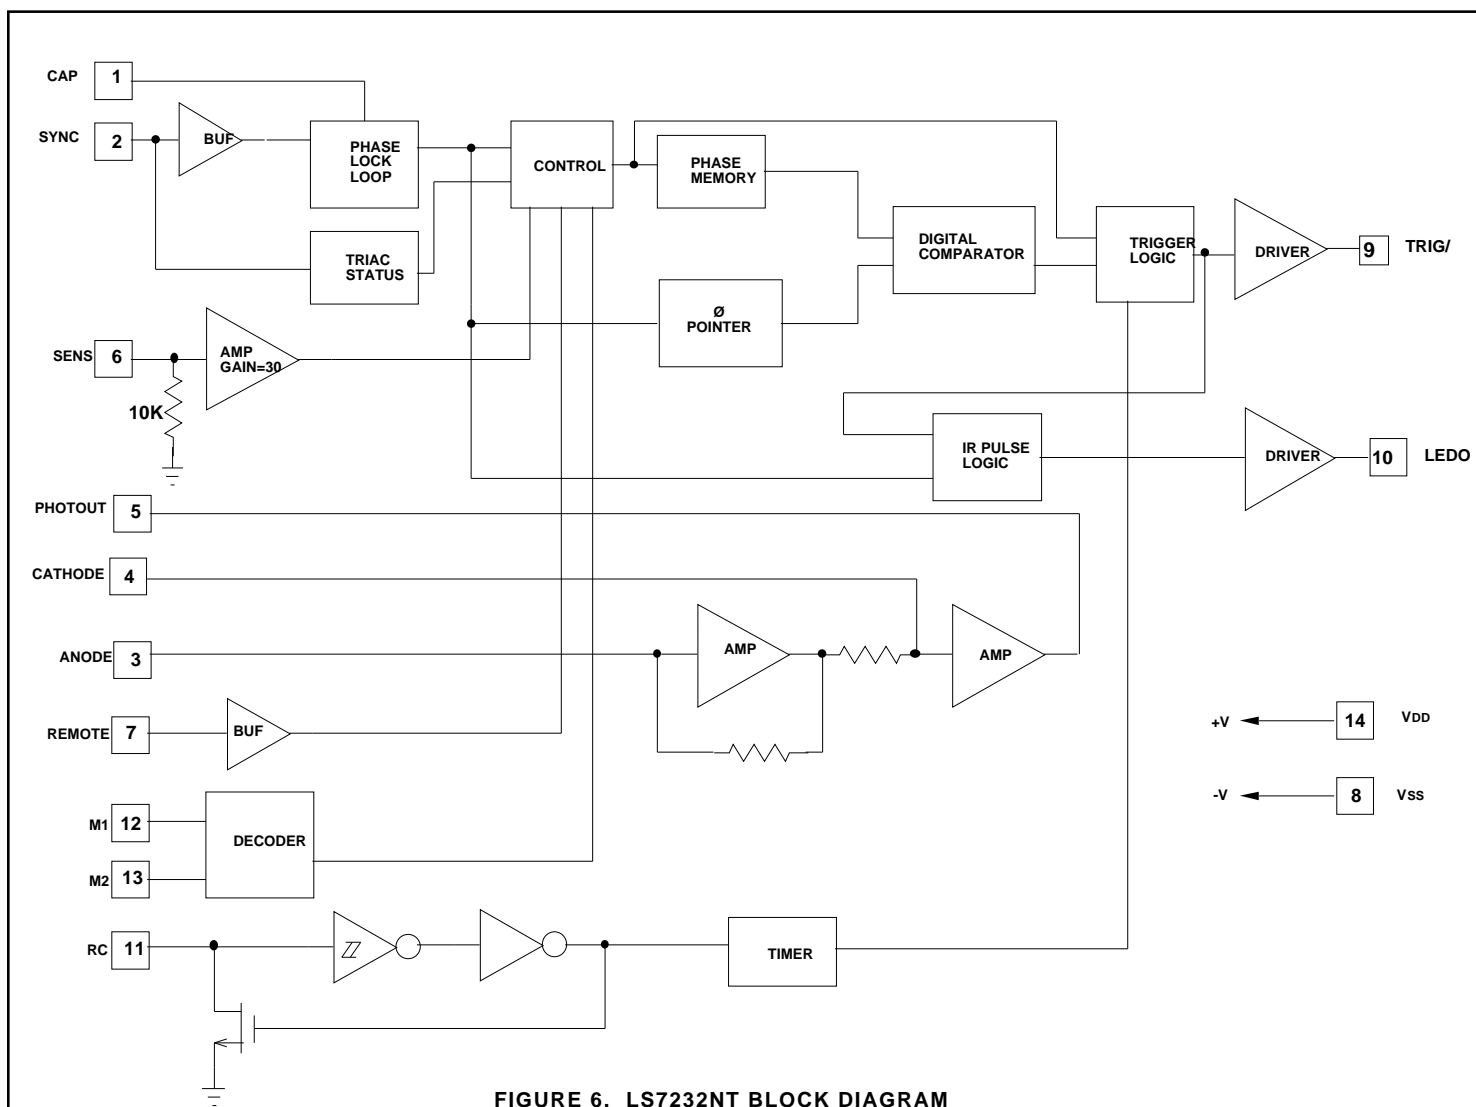 CAP 1
SYNC 2
BUF
PHASE
LOCK
LOOP
CONTROL
PHASE
MEMORY
TRIAC
STATUS
DIGITAL
COMPARATOR
TRIGGER
LOGIC
DRIVER
9 TRIG/
Ø
POINTER
SENS 6
AMP
GAIN=30
10K
IR PULSE
LOGIC
DRIVER
10 LEDO
PHOTOUT 5
CATHODE 4
ANODE 3
AMP
AMP
REMOTE 7
BUF
+V 14 VDD
-V 8 VSS
M1 12
DECODER
M2 13
RC 11
TIMER
FIGURE 6. LS7232NT BLOCK DIAGRAM